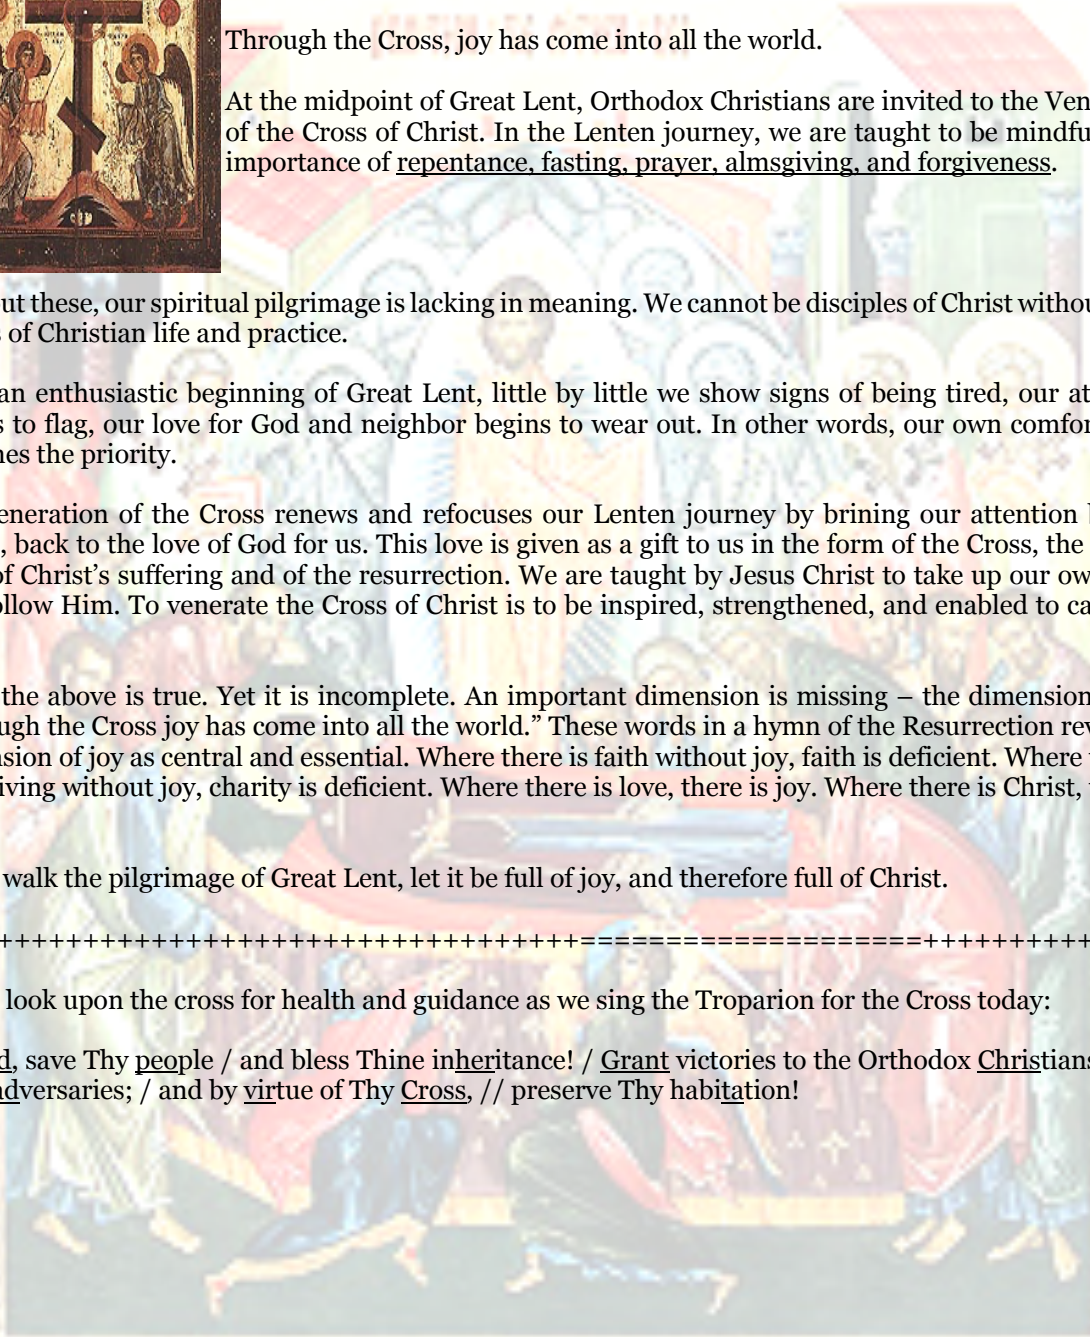 Through the Cross, joy has come into all the world.
At the midpoint of Great Lent, Orthodox Christians are invited to the Ven
of the Cross of Christ. In the Lenten journey, we are taught to be mindfu
importance of repentance, fasting, prayer, almsgiving, and forgiveness.
ut these, our spiritual pilgrimage is lacking in meaning. We cannot be disciples of Christ withou
s of Christian life and practice.
an enthusiastic beginning of Great Lent, little by little we show signs of being tired, our at
s to flag, our love for God and neighbor begins to wear out. In other words, our own comfor
nes the priority.
eneration of the Cross renews and refocuses our Lenten journey by brining our attention b
, back to the love of God for us. This love is given as a gift to us in the form of the Cross, the
of Christ’s suffering and of the resurrection. We are taught by Jesus Christ to take up our ow
ollow Him. To venerate the Cross of Christ is to be inspired, strengthened, and enabled to ca
the above is true. Yet it is incomplete. An important dimension is missing – the dimension
ugh the Cross joy has come into all the world.” These words in a hymn of the Resurrection rev
sion of joy as central and essential. Where there is faith without joy, faith is deficient. Where
iving without joy, charity is deficient. Where there is love, there is joy. Where there is Christ,
walk the pilgrimage of Great Lent, let it be full of joy, and therefore full of Christ.
++++++++++++++++++++++++++++++++++====================++++++++++
look upon the cross for health and guidance as we sing the Troparion for the Cross today:
d, save Thy people / and bless Thine inheritance! / Grant victories to the Orthodox Christians
adversaries; / and by virtue of Thy Cross, // preserve Thy habitation!